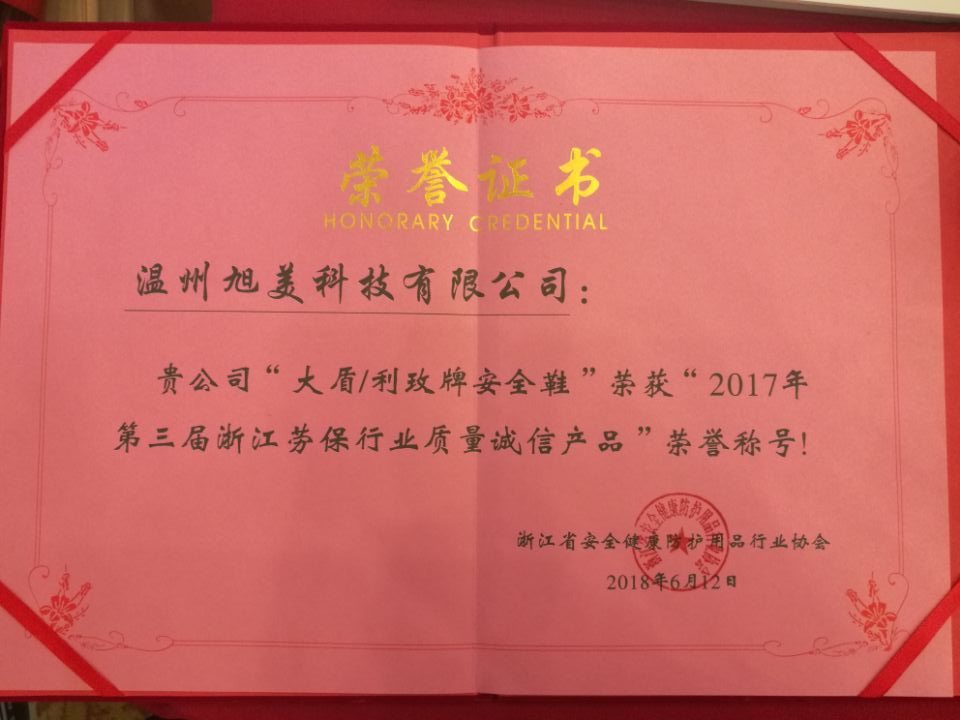 荣誉证书
HONORARY CREDENTIAL
温州旭美科技有限公司：
贵公司“大盾/利玫牌安全鞋”荣获“2017年
第三届浙江劳保行业质量诚信产品”荣誉称号!
浙江省安全健康防护用品行业协会
2018年6月12日